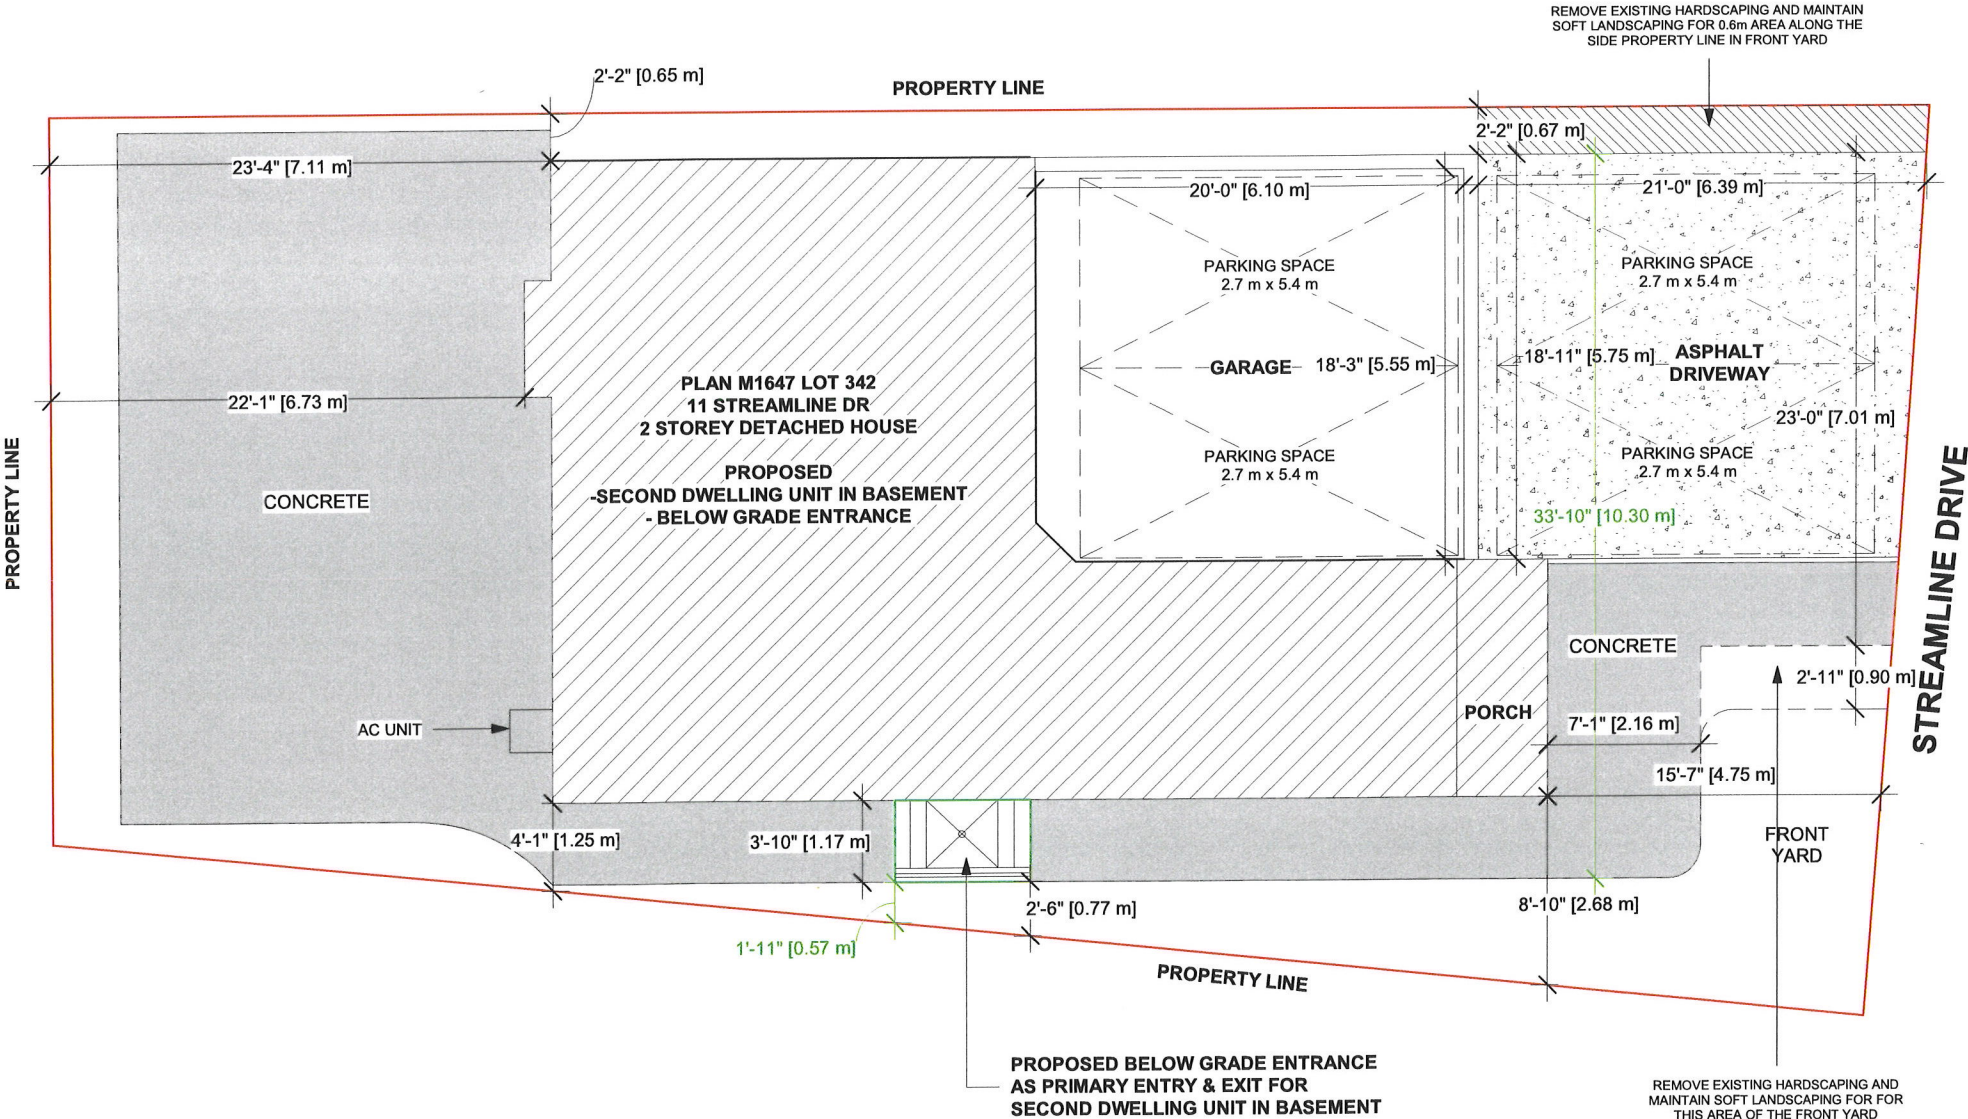 REMOVE EXISTING HARDSCAPING AND MAINTAIN
SOFT LANDSCAPING FOR 0.6m AREA ALONG THE
SIDE PROPERTY LINE IN FRONT YARD
2'-2" [0.65 m]
PROPERTY LINE
2'-2" [0.67 m]
23'-4" [7.11 m]
20'-0" [6.10 m]
21'-0" [6.39 m]
PARKING SPACE
2.7 m x 5.4 m
PARKING SPACE
2.7 m x 5.4 m
GARAGE
18'-3" [5.55 m]
18'-11" [5.75 m]
ASPHALT
DRIVEWAY
22'-1" [6.73 m]
PLAN M1647 LOT 342
11 STREAMLINE DR
2 STOREY DETACHED HOUSE
23'-0" [7.01 m]
PROPERTY LINE
PROPOSED
-SECOND DWELLING UNIT IN BASEMENT
- BELOW GRADE ENTRANCE
PARKING SPACE
2.7 m x 5.4 m
PARKING SPACE
2.7 m x 5.4 m
CONCRETE
33'-10" [10.30 m]
STREAMLINE DRIVE
CONCRETE
2'-11" [0.90 m]
AC UNIT
PORCH
7'-1" [2.16 m]
15'-7" [4.75 m]
4'-1" [1.25 m]
3'-10" [1.17 m]
FRONT
YARD
2'-6" [0.77 m]
8'-10" [2.68 m]
1'-11" [0.57 m]
PROPERTY LINE
PROPOSED BELOW GRADE ENTRANCE
AS PRIMARY ENTRY & EXIT FOR
SECOND DWELLING UNIT IN BASEMENT
REMOVE EXISTING HARDSCAPING AND
MAINTAIN SOFT LANDSCAPING FOR FOR
THIS AREA OF THE FRONT YARD